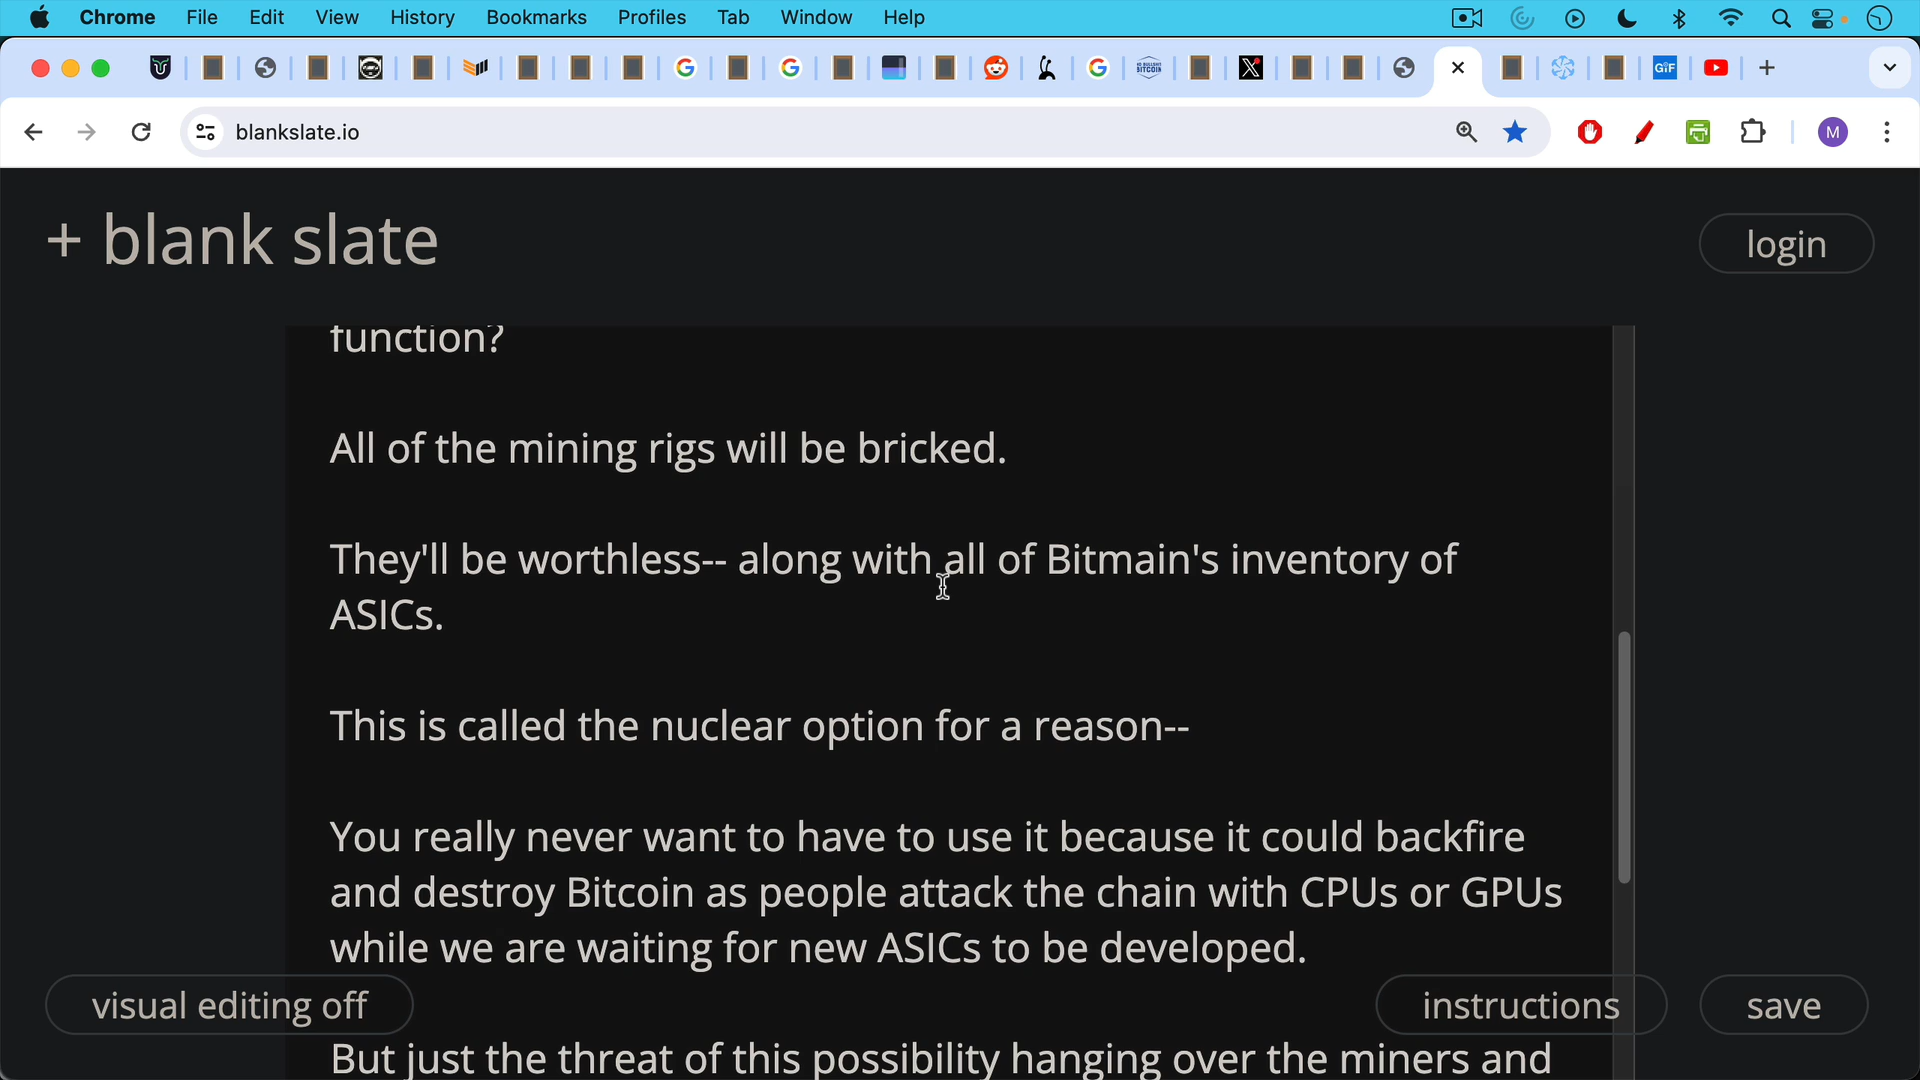 Chrome File Edit View History Bookmarks Profiles Tab Window Help
blankslate.io
M
+ blank slate
login
function?
All of the mining rigs will be bricked.
They'll be worthless-- along with all of Bitmain's inventory of
ASICs.
This is called the nuclear option for a reason--
You really never want to have to use it because it could backfire
and destroy Bitcoin as people attack the chain with CPUs or GPUs
while we are waiting for new ASICs to be developed.
visual editing off
instructions
save
But just the threat of this possibility hanging over the miners and